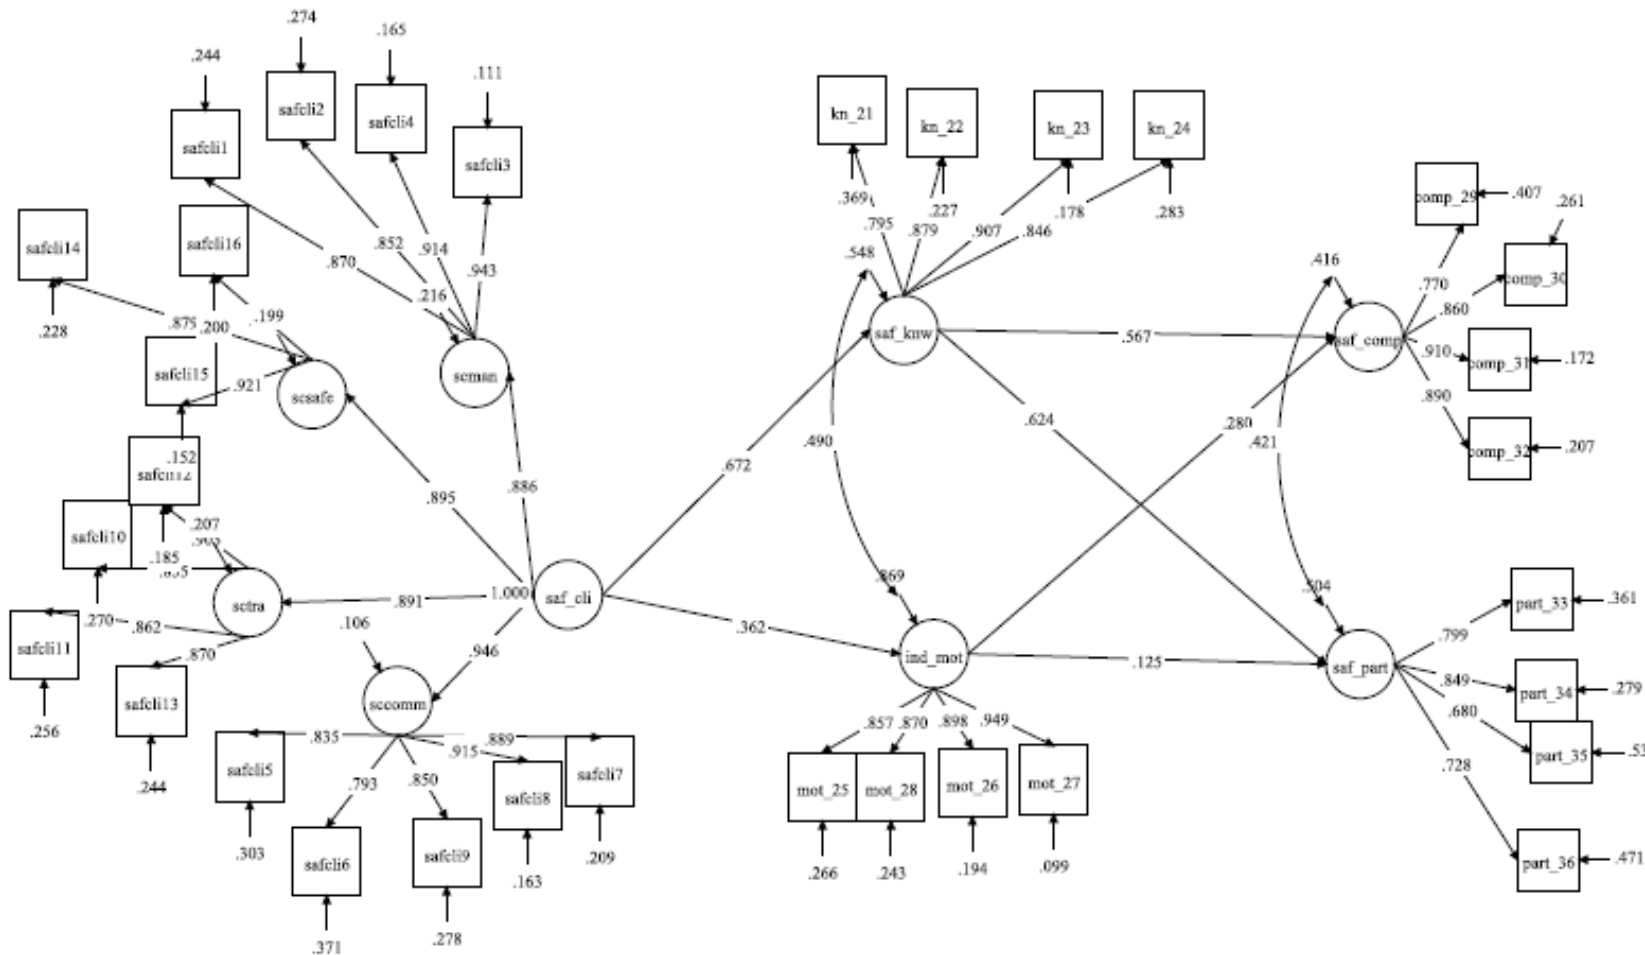 .274
.165
.244
.111
safcli2
safcli4
safcli1
safcli3
kn_21
kn_22
kn_23
kn_24
.369
.795
.227
.879
.907
.178
.846
.283
comp_29
.407
.261
comp_30
.770
.860
.910
comp_31
.172
.890
comp_32
.207
safcli14
safcli16
.870
.852
.914
.943
.216
.228
.875
.200
.199
safcli15
.921
scsafe
scman
.548
saf_knw
.567
.416
saf_comp
.152
safcli12
safcli10
.207
.905
.185
.855
.895
.886
.672
.490
.624
.280
.421
sctra
.891
1.000
saf_cli
.270
.862
safcli11
.870
.256
safcli13
.244
.106
.946
sccomm
.362
.869
ind_mot
.125
.504
saf_part
.799
part_33
.361
.849
part_34
.279
.680
part_35
.728
part_36
.471
.835
.889
.915
safcli5
.793
.850
safcli8
safcli7
.303
safcli6
safcli9
.163
.209
.371
.278
.857
.870
.898
.949
mot_25
mot_28
mot_26
mot_27
.266
.243
.194
.099